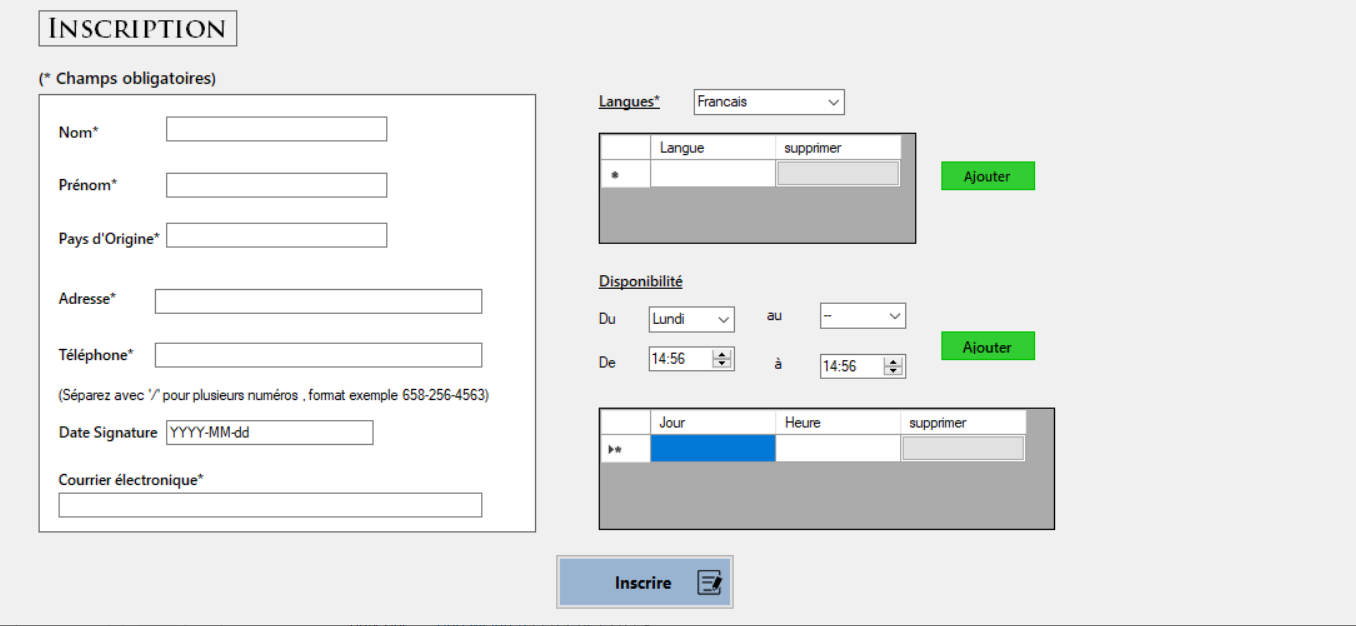 INSCRIPTION
(* Champs obligatoires)
Nom*
Prénom*
Pays d'Origine*
Adresse*
Téléphone*
(Séparez avec '/' pour plusieurs numéros , format exemple 658-256-4563)
Date Signature YYYY-MM-dd
Courrier électronique*
Langues* Francais
Langue supprimer
Ajouter
Disponibilité
Du Lundi au --
De 14:56 à 14:56
Ajouter
Jour Heure supprimer
Inscrire